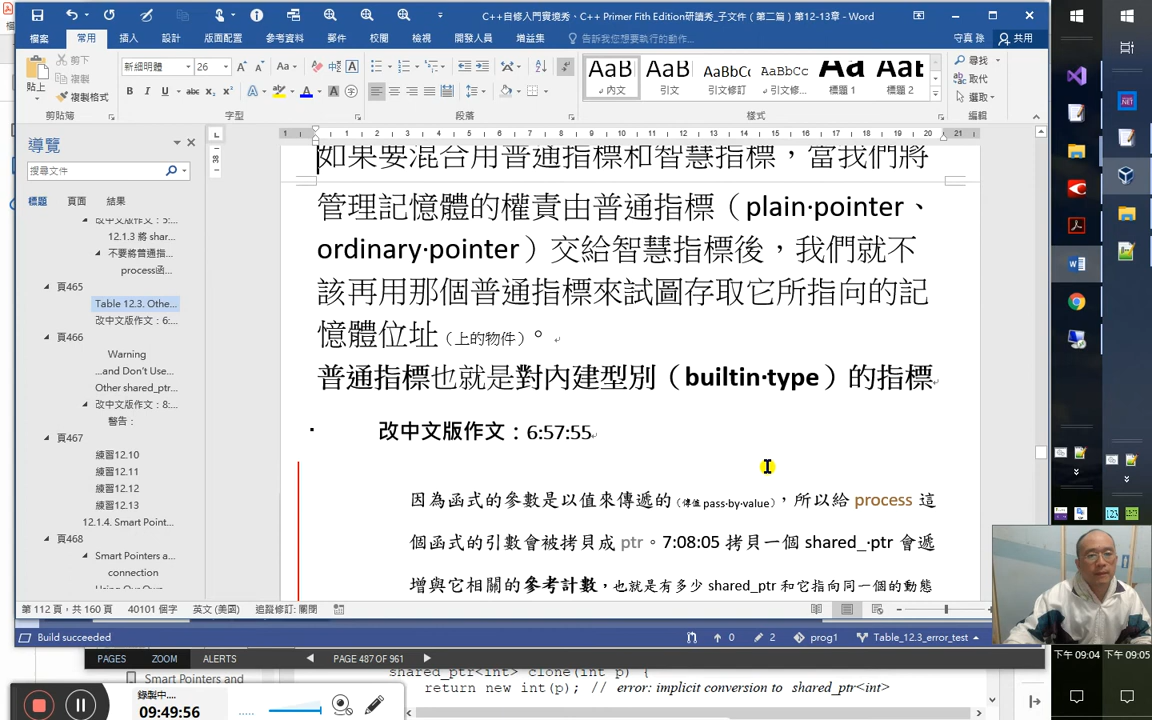 C++自修入門實境秀、C++ Primer Fifth Edition研讀秀_子文件（第二篇）第12-13章 - Word
檔案 常用 插入 設計 版面配置 參考資料 郵件 校閱 檢視 開發人員 增益集 告訴我您想要執行的動作... 守真 孫 共用
貼上 剪下 複製 複製格式 剪貼簿
新細明體 26 字型
段落
AaB 內文 AaB 引文 AaBbCc 引文修訂 AaBbCc 引文修... Aa 標題 1 Aat 標題 2 樣式
尋找 取代 選取 編輯
導覽
搜尋文件
標題 頁面 結果
改中文版作文：5:...
12.1.3 將 shar...
不要將普通指...
process函...
頁465
Table 12.3. Othe...
改中文版作文：6:...
頁466
Warning
...and Don't Use...
Other shared_ptr...
改中文版作文：8:...
警告：
頁467
練習12.10
練習12.11
練習12.12
練習12.13
12.1.4. Smart Point...
頁468
Smart Pointers a...
connection
Using Our Own...
如果要混合用普通指標和智慧指標，當我們將
管理記憶體的權責由普通指標（plain·pointer、
ordinary·pointer）交給智慧指標後，我們就不
該再用那個普通指標來試圖存取它所指向的記
憶體位址（上的物件）。
普通指標也就是對內建型別（builtin·type）的指標
改中文版作文：6:57:55
因為函式的參數是以值來傳遞的（傳值 pass·by·value），所以給 process 這
個函式的引數會被拷貝成 ptr。7:08:05 拷貝一個 shared_·ptr 會遞
增與它相關的參考計數，也就是有多少 shared_ptr 和它指向同一個的動態
第 112 頁，共 160 頁 40101 個字 英文 (美國) 追蹤修訂: 關閉
Build succeeded 0 2 prog1 Table_12.3_error_test
PAGES ZOOM ALERTS PAGE 487 OF 961
Smart Pointers and
shared_ptr<int> clone(int p) {
return new int(p); // error: implicit conversion to shared_ptr<int>
錄製中....
09:49:56
下午 09:04 下午 09:05